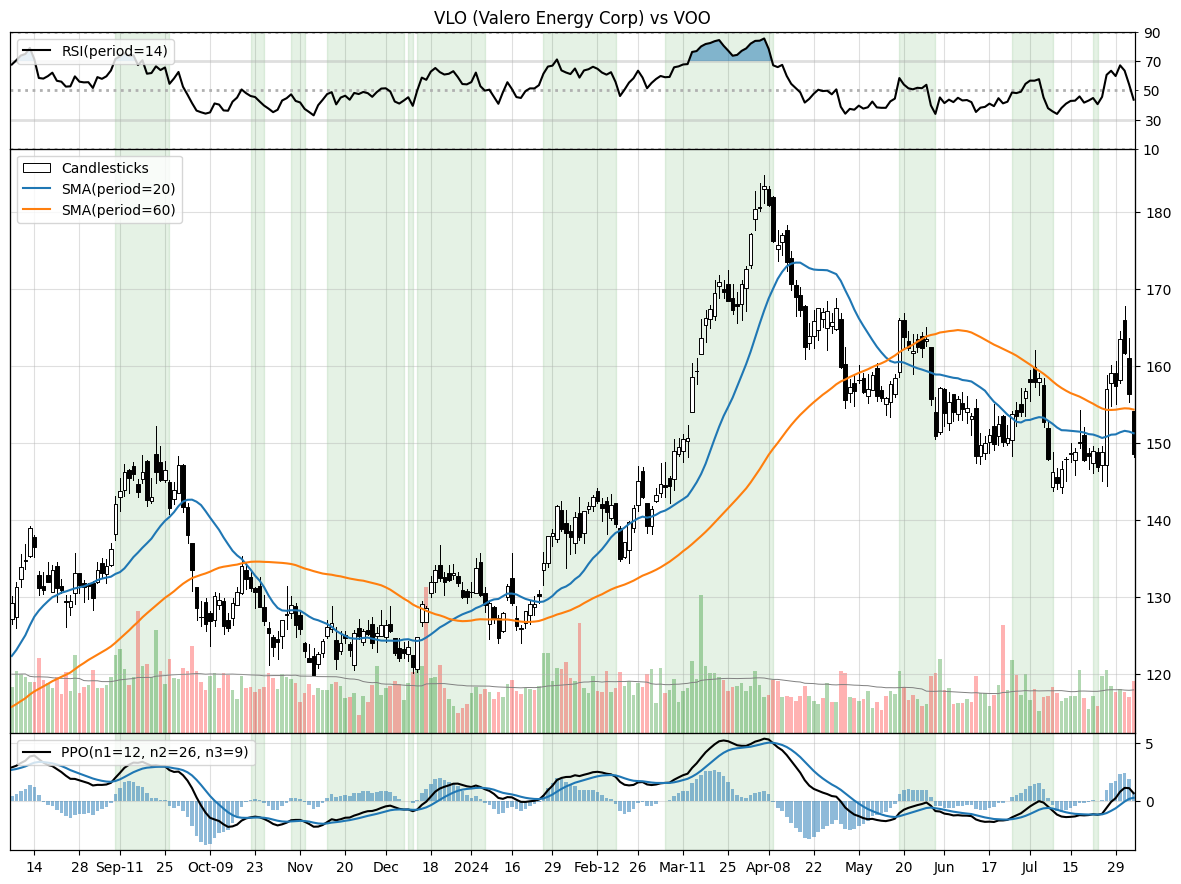 VLO (Valero Energy Corp) vs VOO
RSI(period=14)
90
70
50
30
10
Candlesticks
SMA(period=20)
SMA(period=60)
180
170
160
150
140
130
120
PPO(n1=12, n2=26, n3=9)
5
0
14 28 Sep-11 25 Oct-09 23 Nov 20 Dec 18 2024 16 29 Feb-12 26 Mar-11 25 Apr-08 22 May 20 Jun 17 Jul 15 29